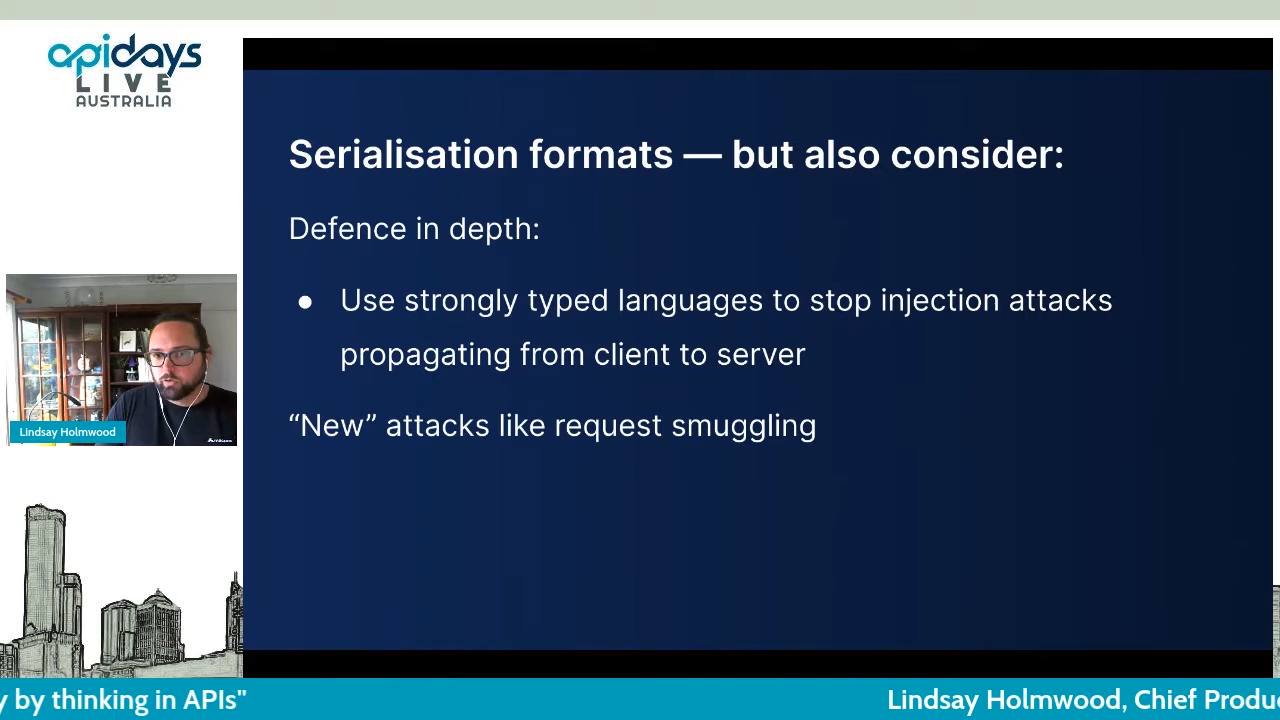 apidays
LIVE
AUSTRALIA
Serialisation formats — but also consider:
Defence in depth:
● Use strongly typed languages to stop injection attacks
propagating from client to server
“New” attacks like request smuggling
Lindsay Holmwood
y by thinking in APIs"
Lindsay Holmwood, Chief Produ